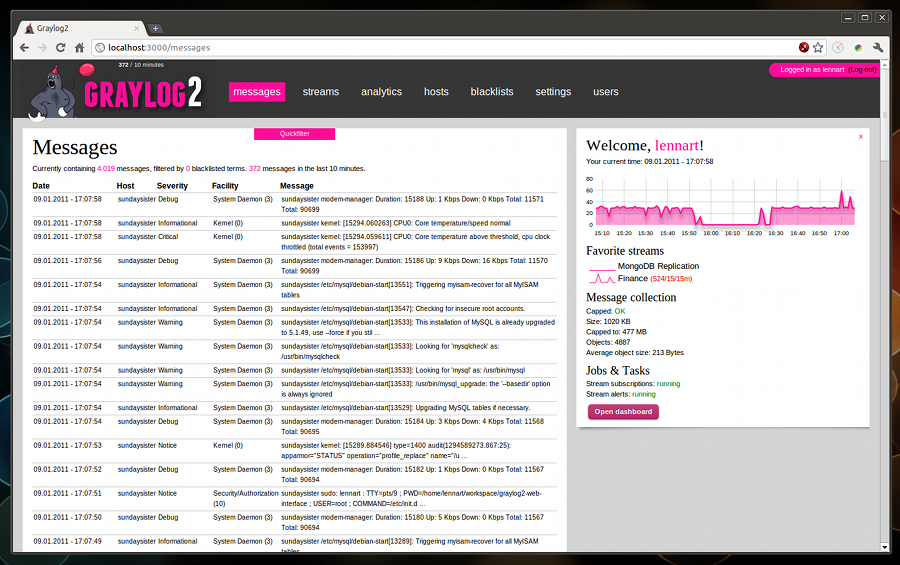 Graylog2
localhost:3000/messages
372 / 10 minutes
GRAYLOG2
messages streams analytics hosts blacklists settings users
Logged in as lennart (Log out)
Quickfilter
Messages
Currently containing 4.019 messages, filtered by 0 blacklisted terms. 372 messages in the last 10 minutes.
Date Host Severity Facility Message
09.01.2011 - 17:07:58 sundaysister Debug System Daemon (3) sundaysister modem-manager: Duration: 15188 Up: 1 Kbps Down: 0 Kbps Total: 11571
Total: 90699
09.01.2011 - 17:07:58 sundaysister Informational Kernel (0) sundaysister kernel: [15294.060263] CPU0: Core temperature/speed normal
09.01.2011 - 17:07:58 sundaysister Critical Kernel (0) sundaysister kernel: [15294.059611] CPU0: Core temperature above threshold, cpu clock
throttled (total events = 153997)
09.01.2011 - 17:07:56 sundaysister Debug System Daemon (3) sundaysister modem-manager: Duration: 15186 Up: 9 Kbps Down: 16 Kbps Total: 11570
Total: 90699
09.01.2011 - 17:07:54 sundaysister Informational System Daemon (3) sundaysister /etc/mysql/debian-start[13551]: Triggering myisam-recover for all MyISAM
tables
09.01.2011 - 17:07:54 sundaysister Informational System Daemon (3) sundaysister /etc/mysql/debian-start[13547]: Checking for insecure root accounts.
09.01.2011 - 17:07:54 sundaysister Warning System Daemon (3) sundaysister /etc/mysql/debian-start[13533]: This installation of MySQL is already upgraded
to 5.1.49, use --force if you stil ...
09.01.2011 - 17:07:54 sundaysister Warning System Daemon (3) sundaysister /etc/mysql/debian-start[13533]: Looking for 'mysqlcheck' as:
/usr/bin/mysqlcheck
09.01.2011 - 17:07:54 sundaysister Warning System Daemon (3) sundaysister /etc/mysql/debian-start[13533]: Looking for 'mysql' as: /usr/bin/mysql
09.01.2011 - 17:07:54 sundaysister Warning System Daemon (3) sundaysister /etc/mysql/debian-start[13533]: /usr/bin/mysql_upgrade: the '--basedir' option
is always ignored
09.01.2011 - 17:07:54 sundaysister Informational System Daemon (3) sundaysister /etc/mysql/debian-start[13529]: Upgrading MySQL tables if necessary.
09.01.2011 - 17:07:54 sundaysister Debug System Daemon (3) sundaysister modem-manager: Duration: 15184 Up: 3 Kbps Down: 4 Kbps Total: 11568
Total: 90695
09.01.2011 - 17:07:53 sundaysister Notice Kernel (0) sundaysister kernel: [15289.884546] type=1400 audit(1294589273.867:25):
apparmor="STATUS" operation="profile_replace" name="/u ...
09.01.2011 - 17:07:52 sundaysister Debug System Daemon (3) sundaysister modem-manager: Duration: 15182 Up: 1 Kbps Down: 0 Kbps Total: 11567
Total: 90694
09.01.2011 - 17:07:51 sundaysister Notice Security/Authorization sundaysister sudo: lennart : TTY=pts/9 ; PWD=/home/lennart/workspace/graylog2-web-
(10) interface ; USER=root ; COMMAND=/etc/init.d ...
09.01.2011 - 17:07:50 sundaysister Debug System Daemon (3) sundaysister modem-manager: Duration: 15180 Up: 5 Kbps Down: 0 Kbps Total: 11567
Total: 90694
09.01.2011 - 17:07:49 sundaysister Informational System Daemon (3) sundaysister /etc/mysql/debian-start[13289]: Triggering myisam-recover for all MyISAM
tables
x
Welcome, lennart!
Your current time: 09.01.2011 - 17:07:58
80
60
40
20
0
15:10 15:20 15:30 15:40 15:50 16:00 16:10 16:20 16:30 16:40 16:50 17:00
Favorite streams
MongoDB Replication
Finance (524/15/15m)
Message collection
Capped: OK
Size: 1020 KB
Capped to: 477 MB
Objects: 4887
Average object size: 213 Bytes
Jobs & Tasks
Stream subscriptions: running
Stream alerts: running
Open dashboard